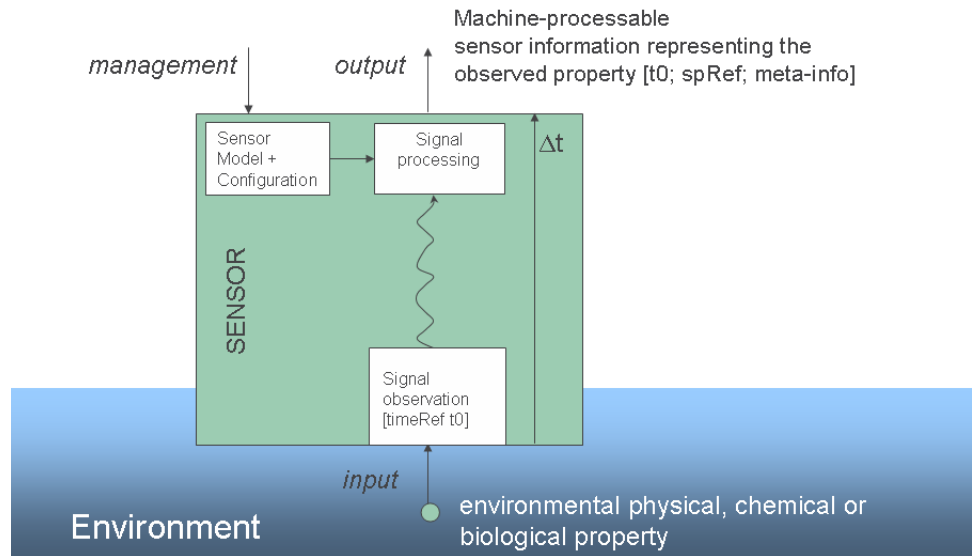 Machine-processable
sensor information representing the
observed property [t0; spRef; meta-info]
management
output
Sensor
Model +
Configuration
Signal
processing
Δt
SENSOR
Signal
observation
[timeRef t0]
input
environmental physical, chemical or
biological property
Environment